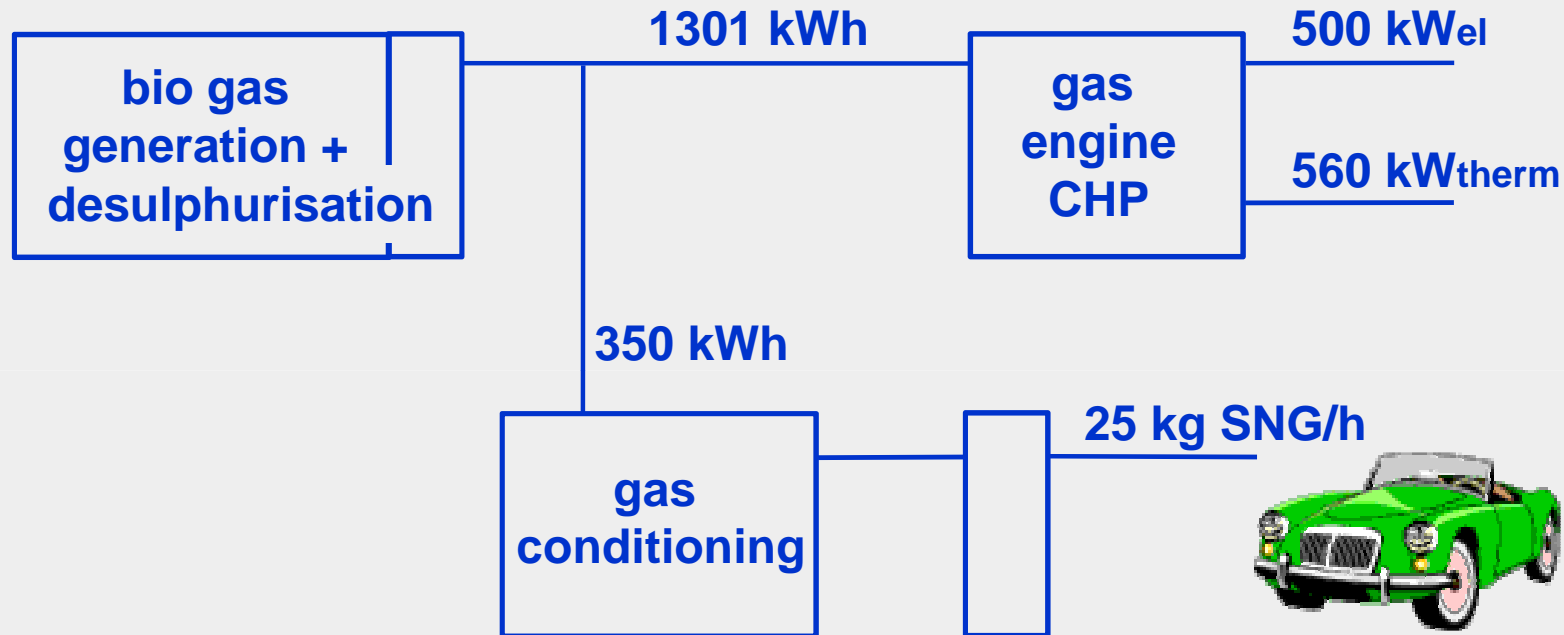 1301 kWh
500 kWel
bio gas
generation +
desulphurisation
gas
engine
CHP
560 kWtherm
350 kWh
25 kg SNG/h
gas
conditioning